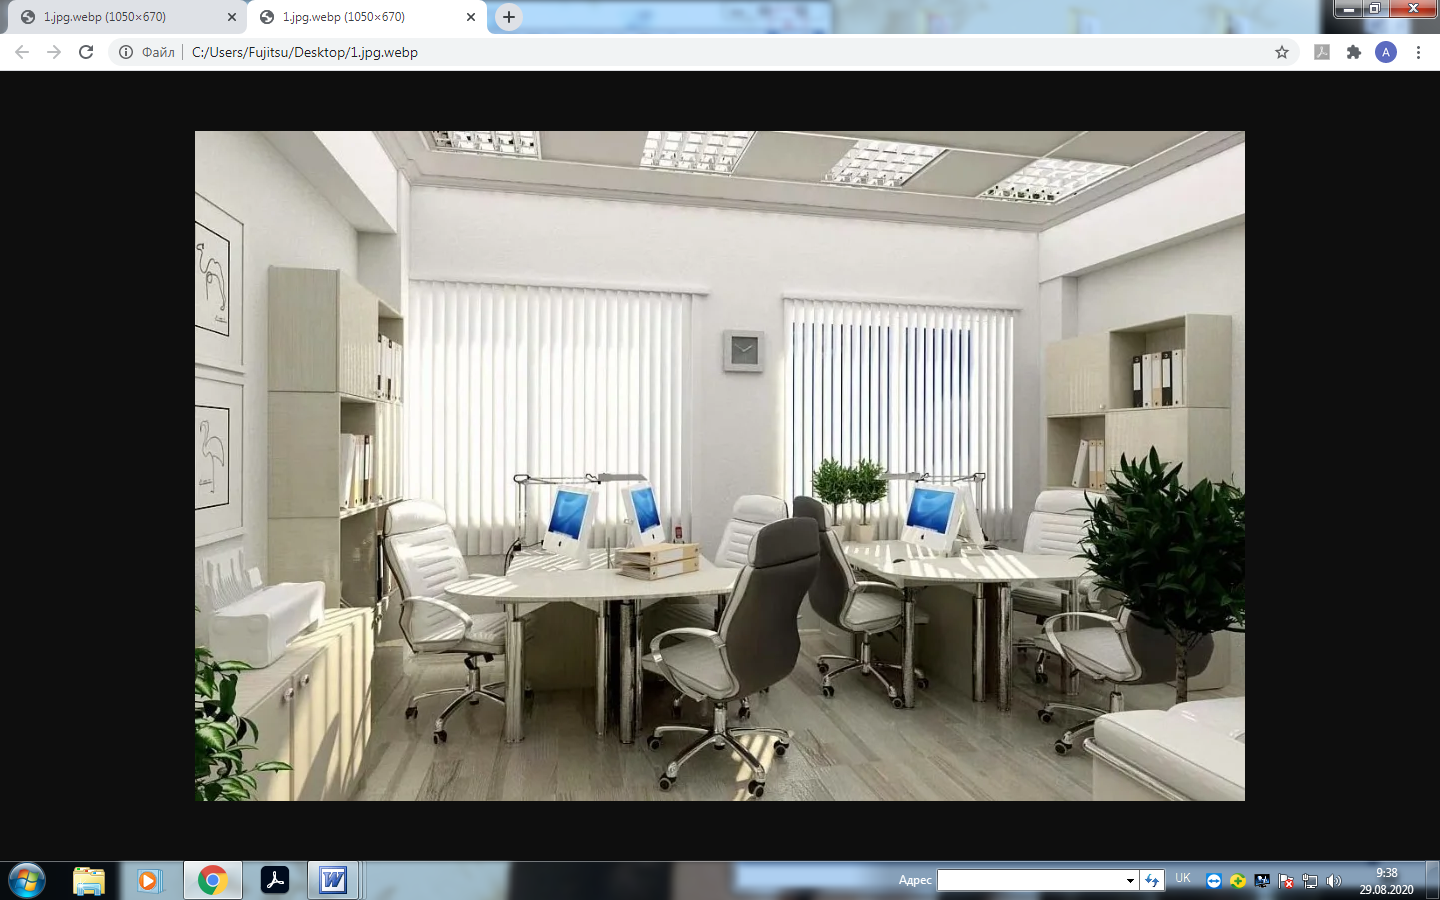 1.jpg.webp (1050×670)
1.jpg.webp (1050×670)
Файл
C:/Users/Fujitsu/Desktop/1.jpg.webp
A
Адрес
UK
9:38
29.08.2020